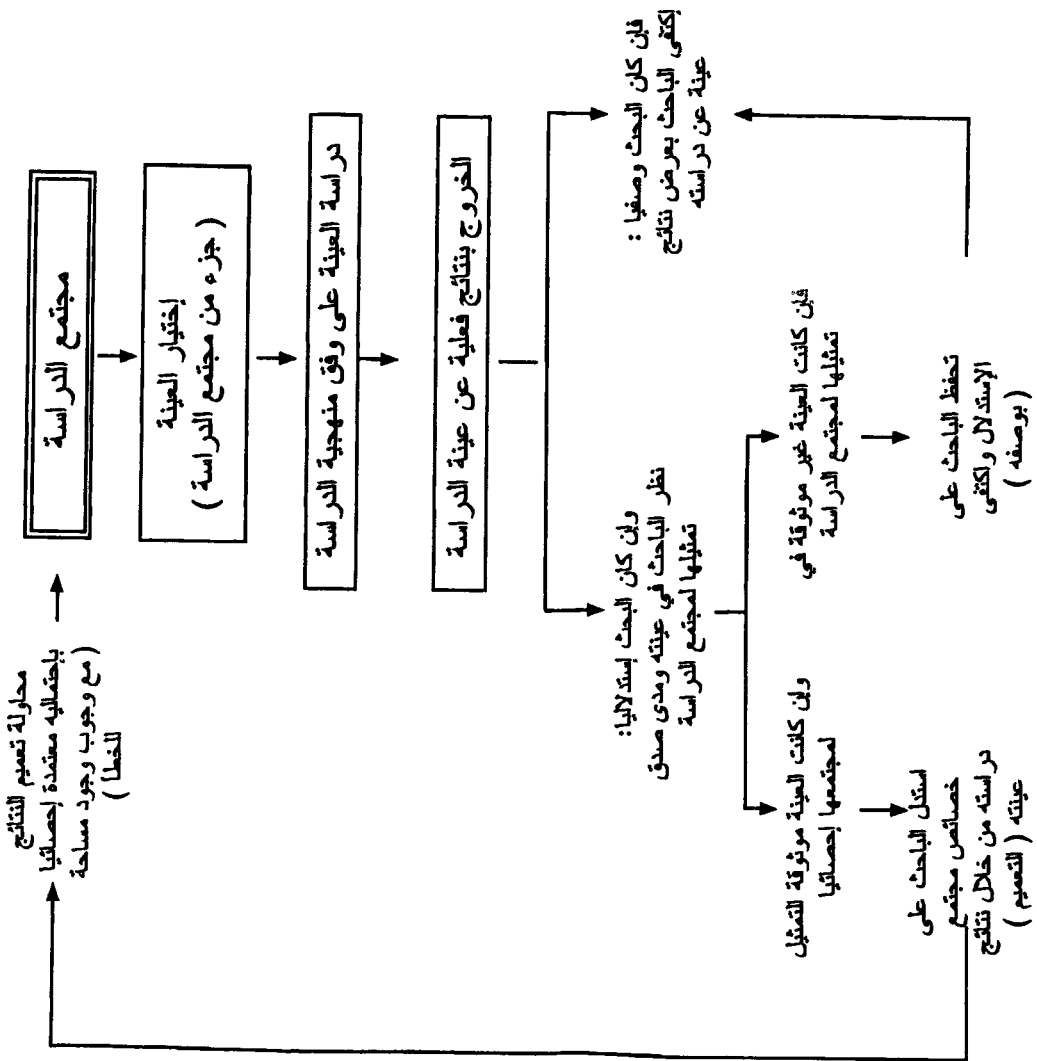 مجتمع الدراسة
إختيار العينة
( جزء من مجتمع الدراسة )
دراسة العينة على وفق منهجية الدراسة
الخروج بنتائج فعلية عن عينة الدراسة
فإن كان البحث وصفيا :
إكتفى الباحث بعرض نتائج
عينة عن دراسته
وإن كان البحث إستدلاليا:
نظر الباحث في عينته ومدى صدق
تمثيلها لمجتمع الدراسة
فإن كانت العينة غير موثوقة في
تمثيلها لمجتمع الدراسة
تحفظ الباحث على
الإستدلال واكتفى
( بوصفه )
وإن كانت العينة موثوقة التمثيل
لمجتمعها إحصائيا
استدل الباحث على
خصائص مجتمع
دراسته من خلال نتائج
عينته ( التعميم )
محاولة تعميم النتائج
بإحتمالية معتمدة إحصائيا
( مع وجوب وجود مساحة
للخطأ )